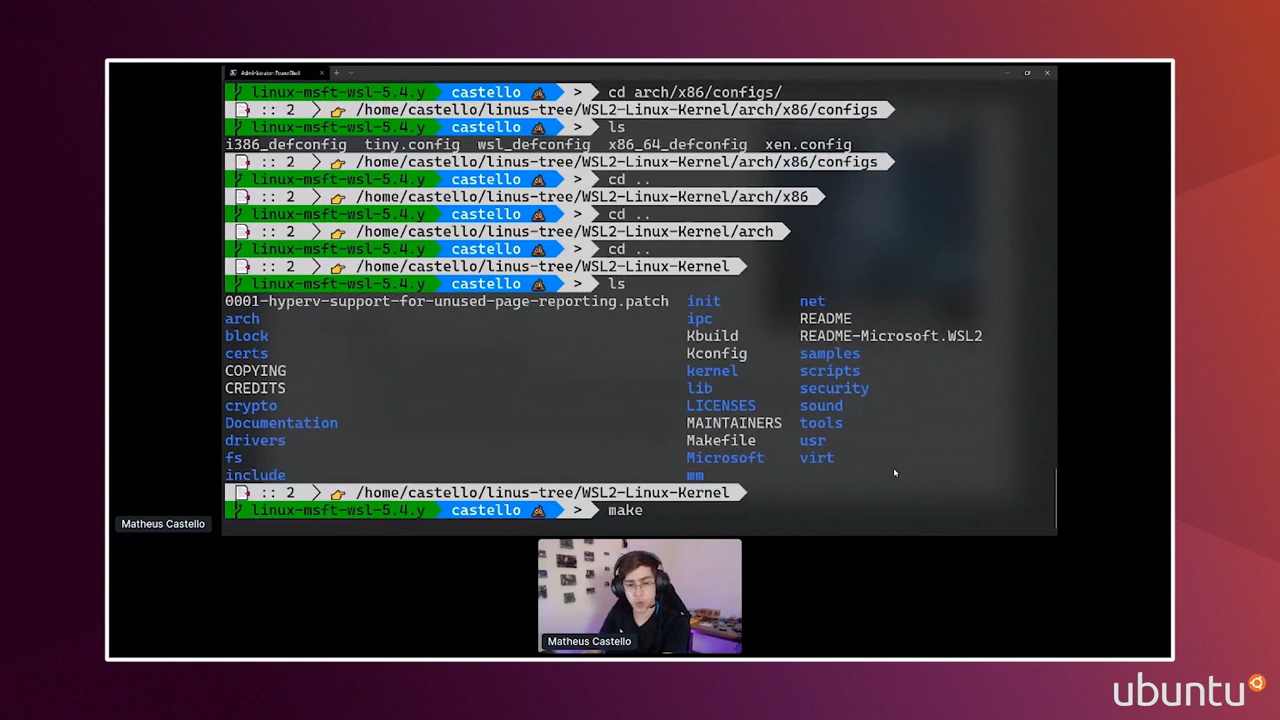 Administrator: PowerShell
linux-msft-wsl-5.4.y castello > cd arch/x86/configs/
:: 2 /home/castello/linus-tree/WSL2-Linux-Kernel/arch/x86/configs
linux-msft-wsl-5.4.y castello > ls
i386_defconfig tiny.config wsl_defconfig x86_64_defconfig xen.config
:: 2 /home/castello/linus-tree/WSL2-Linux-Kernel/arch/x86/configs
linux-msft-wsl-5.4.y castello > cd ..
:: 2 /home/castello/linus-tree/WSL2-Linux-Kernel/arch/x86
linux-msft-wsl-5.4.y castello > cd ..
:: 2 /home/castello/linus-tree/WSL2-Linux-Kernel/arch
linux-msft-wsl-5.4.y castello > cd ..
:: 2 /home/castello/linus-tree/WSL2-Linux-Kernel
linux-msft-wsl-5.4.y castello > ls
0001-hyperv-support-for-unused-page-reporting.patch init net
arch ipc README
block Kbuild README-Microsoft.WSL2
certs Kconfig samples
COPYING kernel scripts
CREDITS lib security
crypto LICENSES sound
Documentation MAINTAINERS tools
drivers Makefile usr
fs Microsoft virt
include mm
:: 2 /home/castello/linus-tree/WSL2-Linux-Kernel
linux-msft-wsl-5.4.y castello > make
Matheus Castello
Matheus Castello
ubuntu